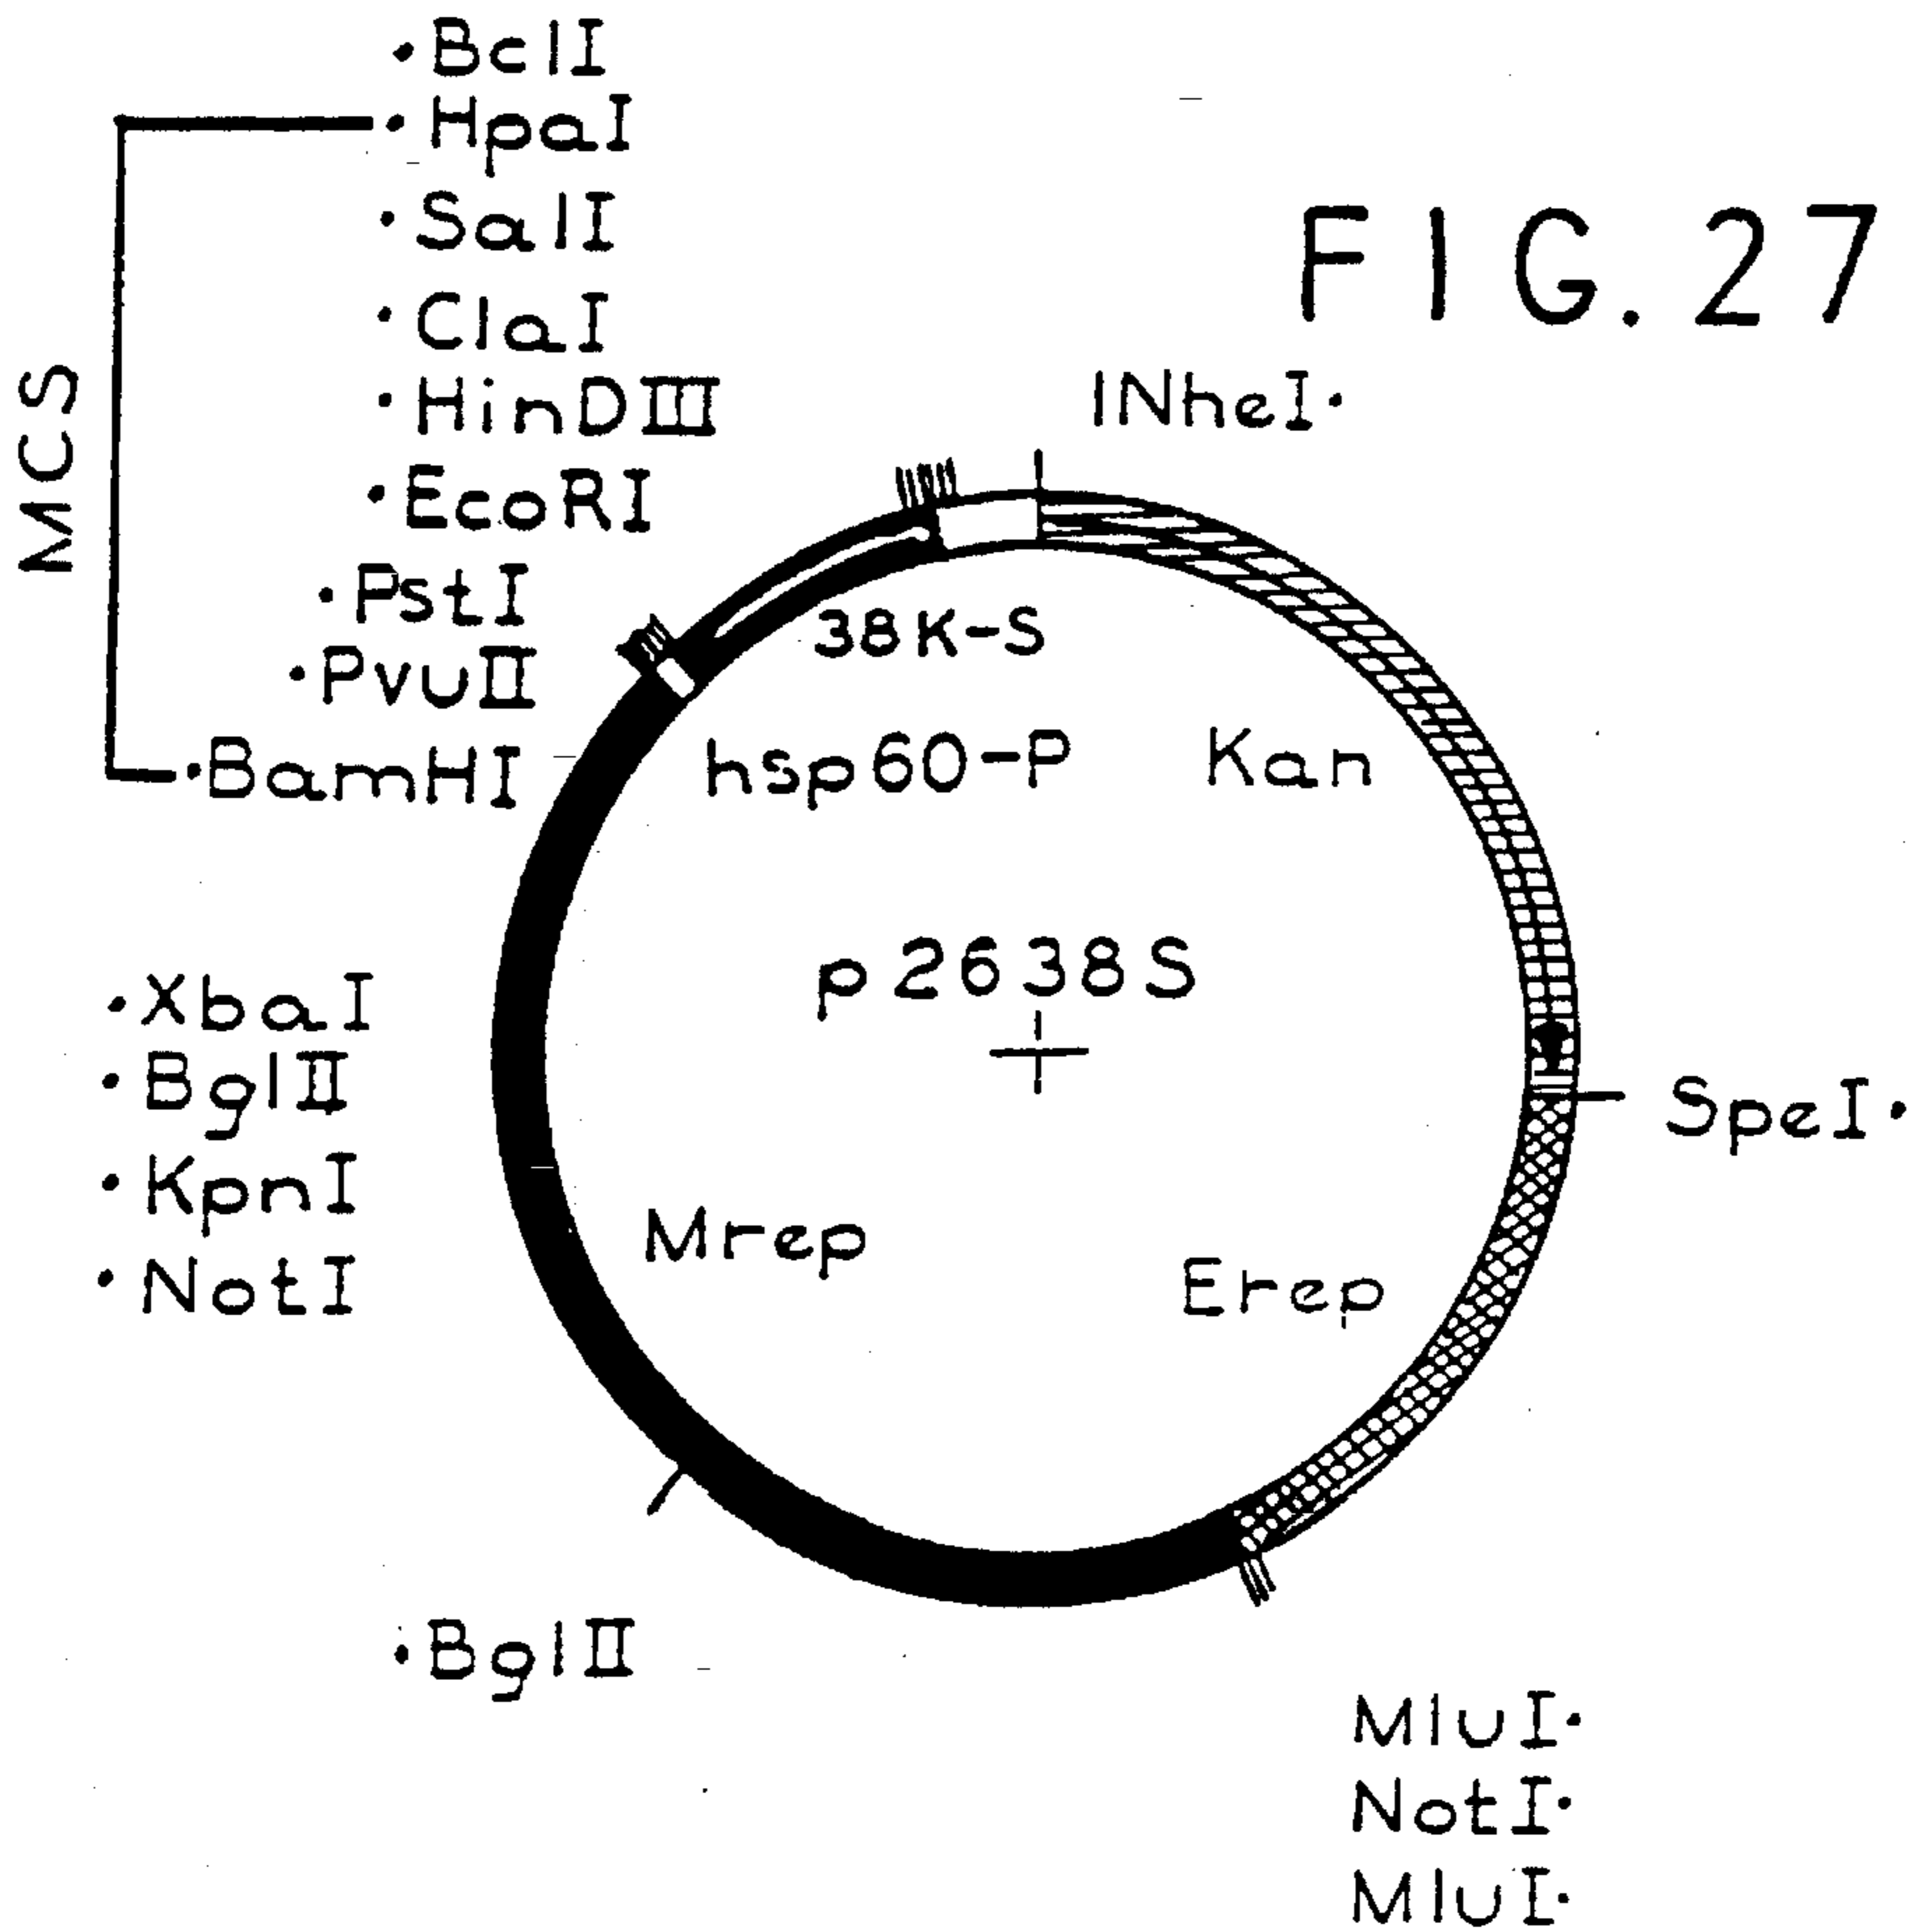 ·BclI
·HpaI
·SalI
FIG.27
·ClaI
MCS
·HinDIII
INheI·
·EcoRI
·PstI
38K-S
·PvuII
·BamHI
hsp60-P
Kan
p2638S
·XbaI
·BglII
·KpnI
·NotI
SpeI·
Mrep
Erep
·BglII
MluI·
NotI·
MluI·